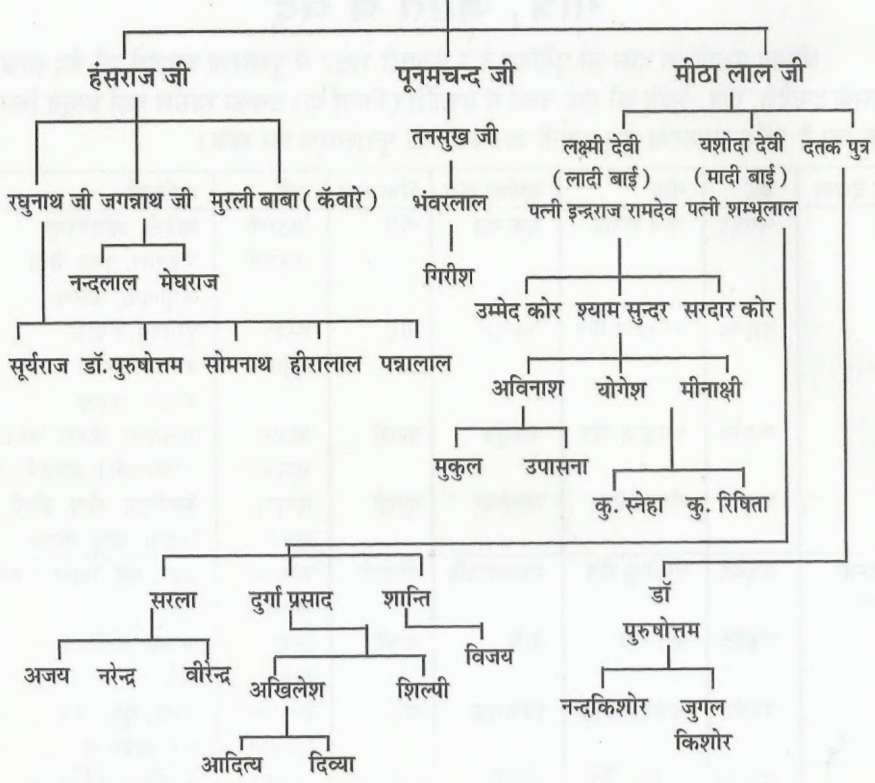 हंसराज जी पूनमचन्द जी मीठा लाल जी
तनसुख जी लक्ष्मी देवी यशोदा देवी दतक पुत्र
(लादी बाई) (मादी बाई)
रघुनाथ जी जगन्नाथ जी मुरली बाबा (कॅवारे) भंवरलाल पत्नी इन्द्रराज रामदेव पत्नी शम्भूलाल
नन्दलाल मेघराज गिरीश
उम्मेद कोर श्याम सुन्दर सरदार कोर
सूर्यराज डॉ. पुरुषोत्तम सोमनाथ हीरालाल पन्नालाल
अविनाश योगेश मीनाक्षी
मुकुल उपासना
कु. स्नेहा कु. रिषिता
सरला दुर्गा प्रसाद शान्ति डॉ
पुरुषोत्तम
अजय नरेन्द्र वीरेन्द्र विजय
अखिलेश शिल्पी
नन्दकिशोर जुगल
किशोर
आदित्य दिव्या